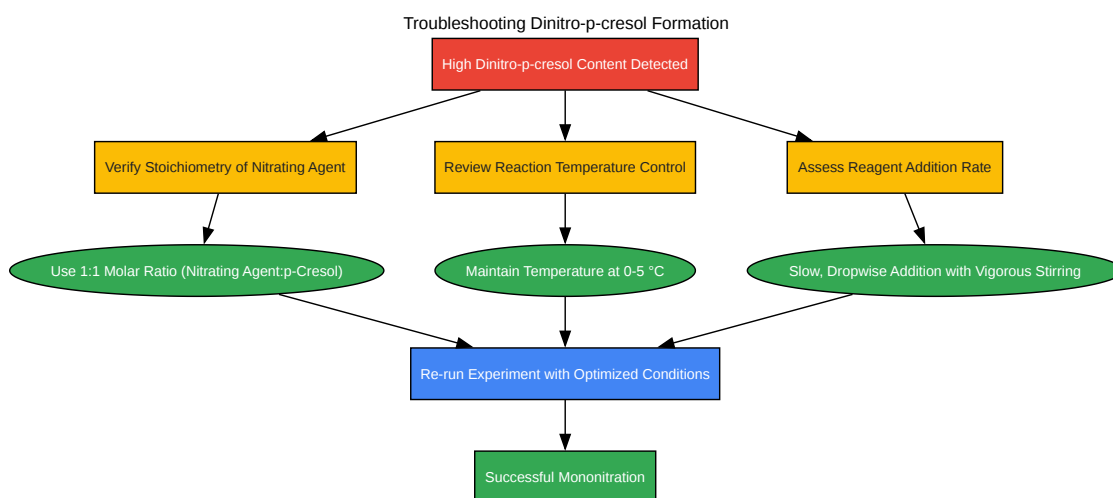 Troubleshooting Dinitro-p-cresol Formation
High Dinitro-p-cresol Content Detected
Verify Stoichiometry of Nitrating Agent
Review Reaction Temperature Control
Assess Reagent Addition Rate
Use 1:1 Molar Ratio (Nitrating Agent:p-Cresol)
Maintain Temperature at 0-5 °C
Slow, Dropwise Addition with Vigorous Stirring
Re-run Experiment with Optimized Conditions
Successful Mononitration